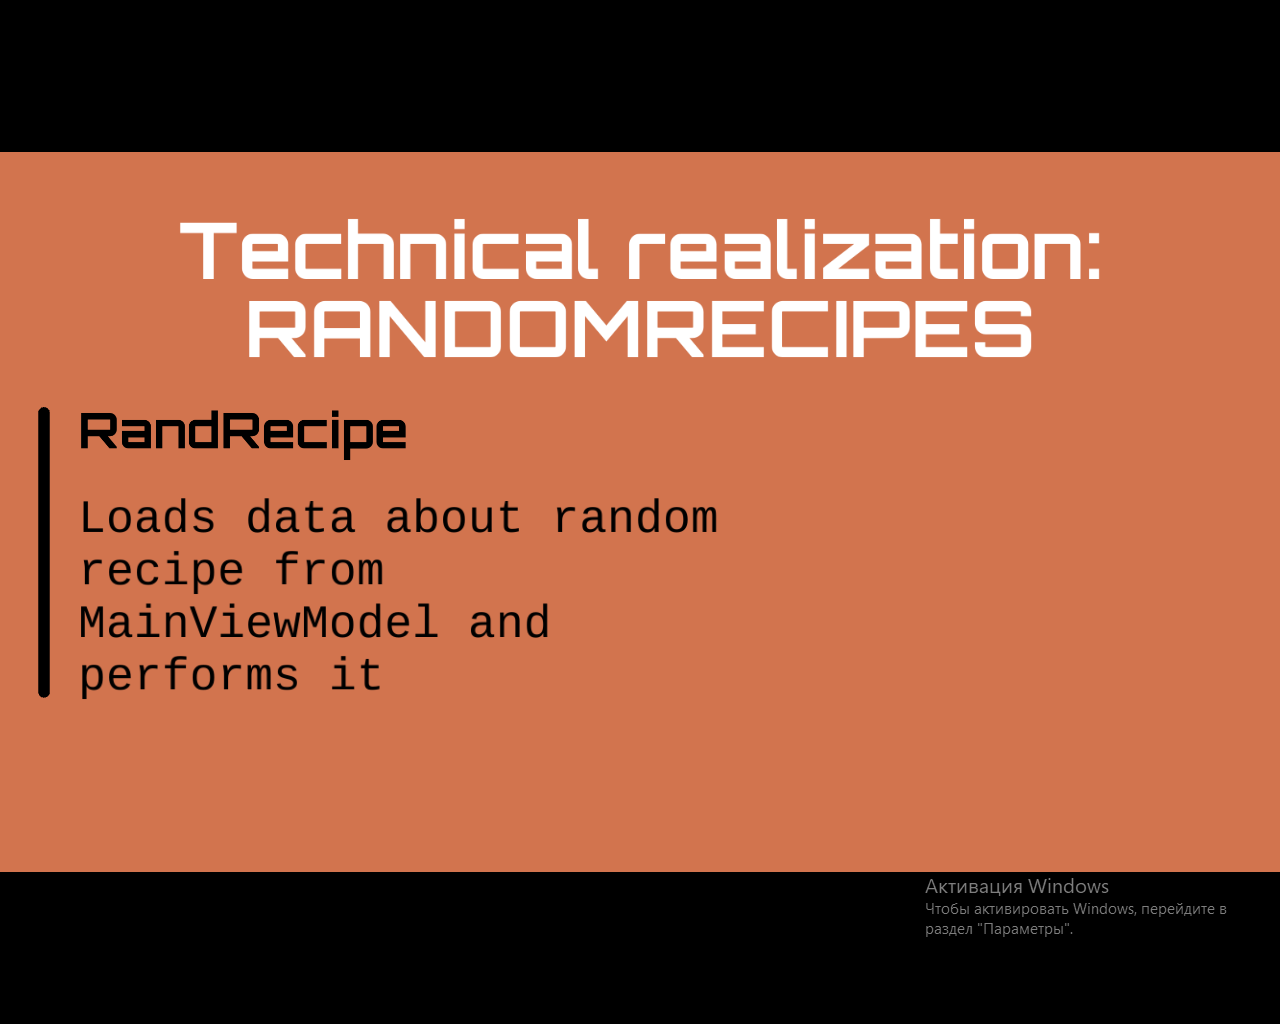 Technical realization:
RANDOMRECIPES
RandRecipe
Loads data about random
recipe from
MainViewModel and
performs it
Активация Windows
Чтобы активировать Windows, перейдите в
раздел "Параметры".